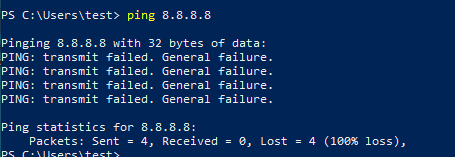 PS C:\Users\test> ping 8.8.8.8
Pinging 8.8.8.8 with 32 bytes of data:
PING: transmit failed. General failure.
PING: transmit failed. General failure.
PING: transmit failed. General failure.
PING: transmit failed. General failure.
Ping statistics for 8.8.8.8:
    Packets: Sent = 4, Received = 0, Lost = 4 (100% loss),
PS C:\Users\test>